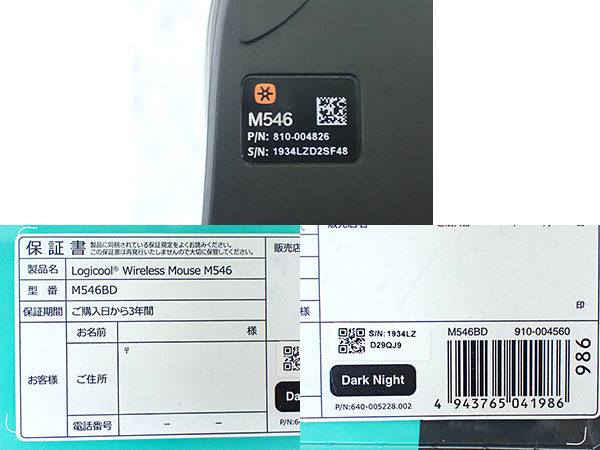 M546
P/N: 810-004826
S/N: 1934LZD2SF48
保証書
製品に同梱されている保証規定をよくお読みください。
この保証書は再発行いたしませんので大切に保管してください。
販売店
製品名 Logicool® Wireless Mouse M546
型番 M546BD
保証期間 ご購入日から3年間
お客様
お名前 様
ご住所 〒
電話番号 – –
Dark Night
P/N:64
印
S/N: 1934LZ
D29QJ9
M546BD 910-004560
Dark Night
986
P/N:640-005228.002
4 943765 041986